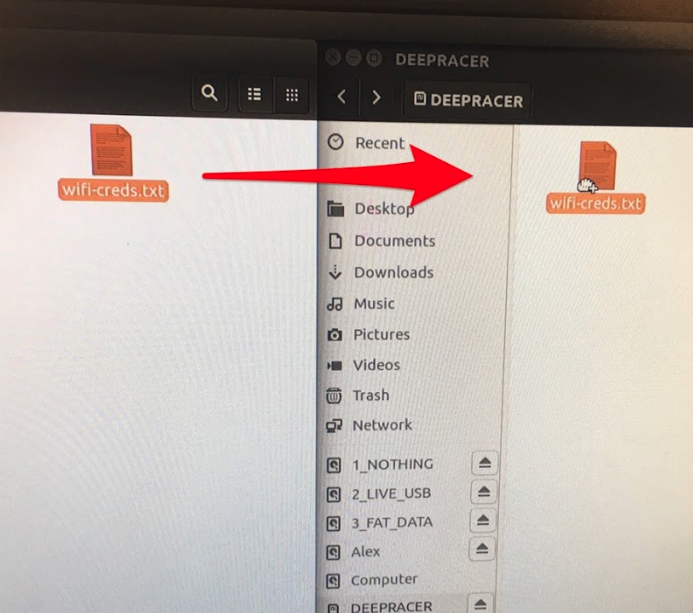 DEEPRACER
DEEPRACER
wifi-creds.txt
Recent
Desktop
Documents
Downloads
Music
Pictures
Videos
Trash
Network
1_NOTHING
2_LIVE_USB
3_FAT_DATA
Alex
Computer
DEEPRACER
wifi-creds.txt